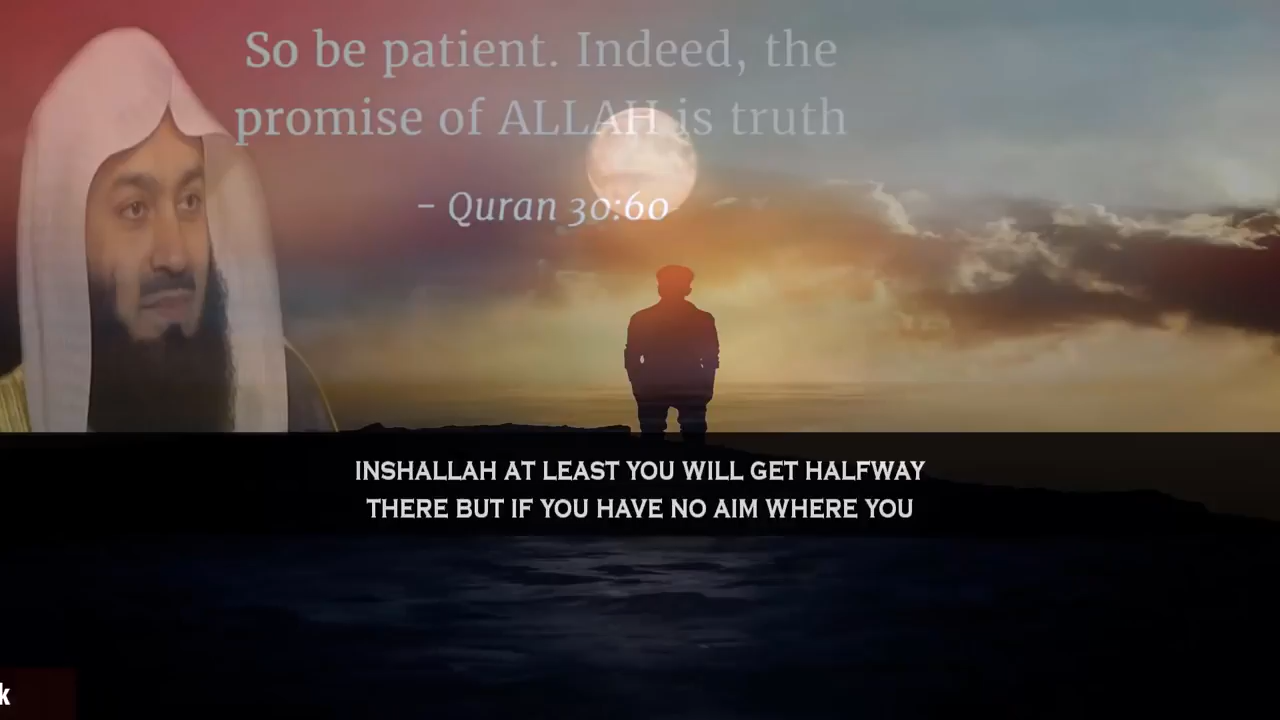 So be patient. Indeed, the
promise of ALLAH is truth
- Quran 30:60
INSHALLAH AT LEAST YOU WILL GET HALFWAY
THERE BUT IF YOU HAVE NO AIM WHERE YOU
k